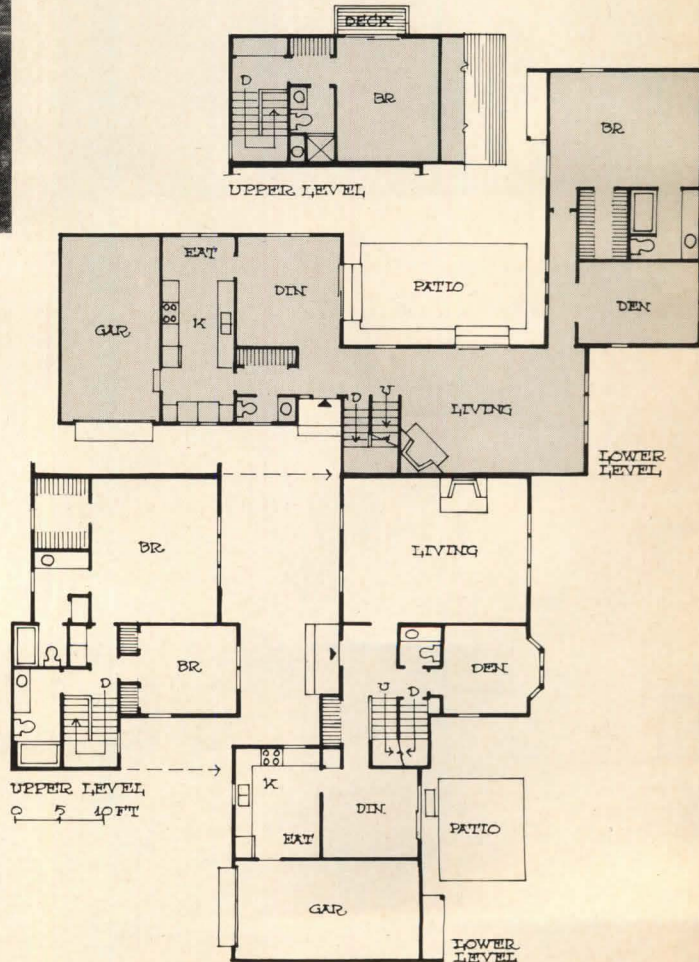 DECK
D
BR
UPPER LEVEL
BR
EAT
DIN
PATIO
GAR
K
DEN
D U
LIVING
LOWER
LEVEL
BR
LIVING
BR
DEN
D
U D
UPPER LEVEL
0 5 10 FT
K
DIN
EAT
PATIO
GAR
LOWER
LEVEL